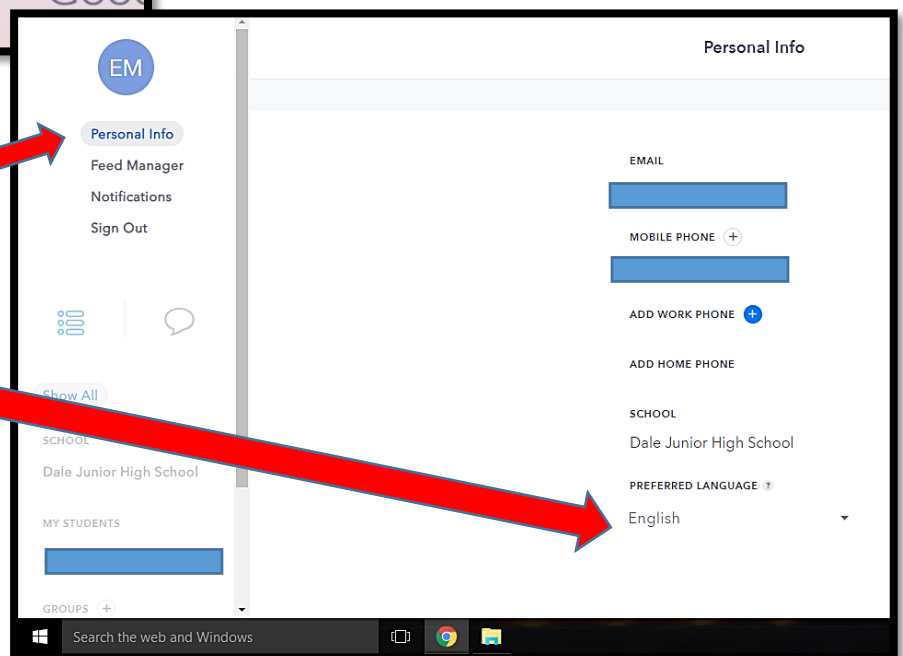 EM
Personal Info
Feed Manager
Notifications
Sign Out
Show All
SCHOOL
Dale Junior High School
MY STUDENTS
GROUPS +
Personal Info
EMAIL
MOBILE PHONE +
ADD WORK PHONE +
ADD HOME PHONE
SCHOOL
Dale Junior High School
PREFERRED LANGUAGE ?
English
Search the web and Windows